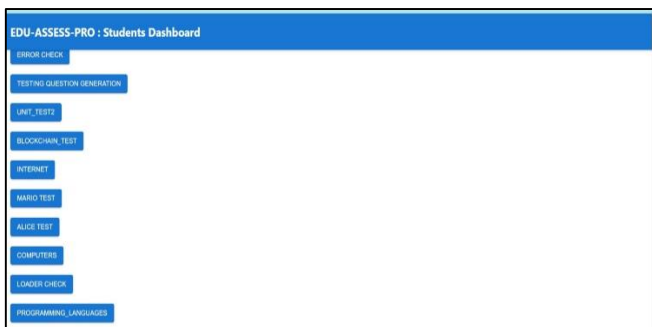 EDU-ASSESS-PRO : Students Dashboard
ERROR CHECK
TESTING QUESTION GENERATION
UNIT_TEST2
BLOCKCHAIN_TEST
INTERNET
MARIO TEST
ALICE TEST
COMPUTERS
LOADER CHECK
PROGRAMMING_LANGUAGES